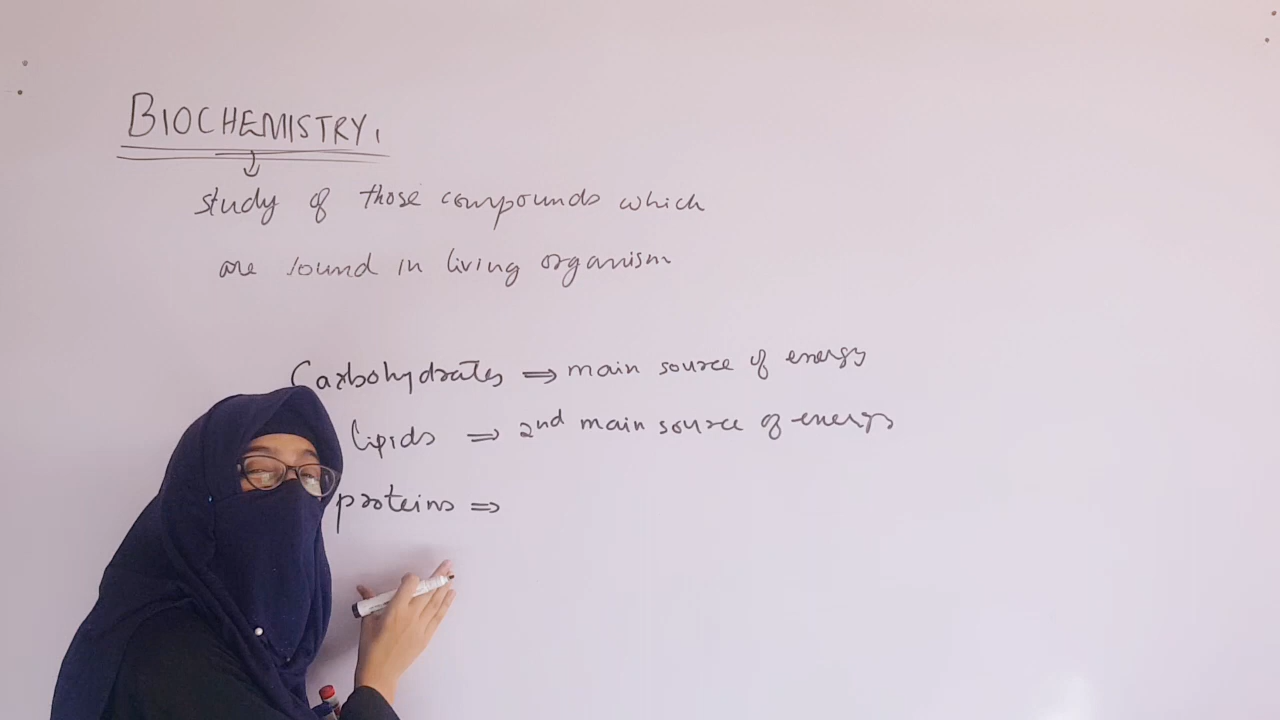 BIOCHEMISTRY.
study of those compounds which
are found in living organism
Carbohydrates ⇒ main source of energy
lipids ⇒ 2nd main source of energy
proteins ⇒